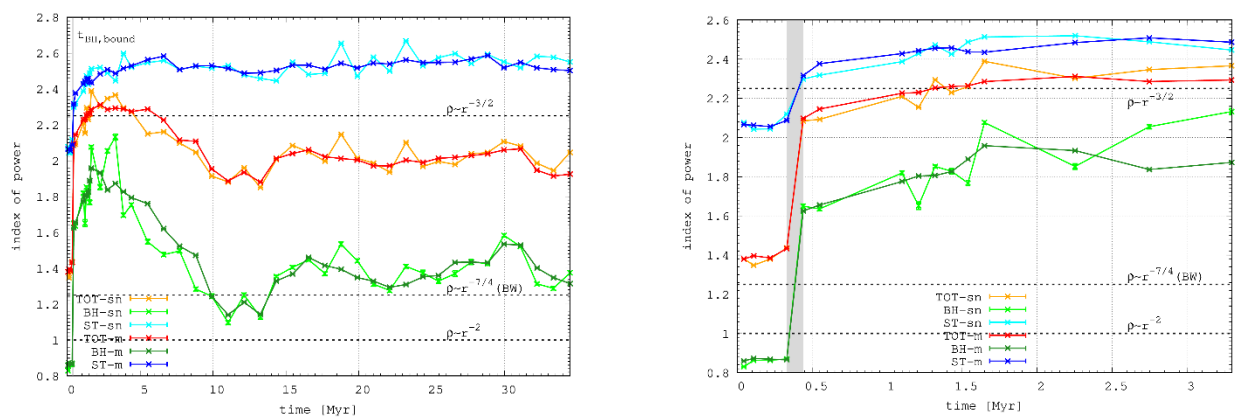 t_BH,bound
index of power
2.8
2.6
2.4
2.2
2
1.8
1.6
1.4
1.2
1
0.8
ρ~r^-3/2
ρ~r^-7/4(BW)
ρ~r^-2
TOT-sn
BH-sn
ST-sn
TOT-m
BH-m
ST-m
0 5 10 15 20 25 30
time [Myr]
index of power
2.6
2.4
2.2
2
1.8
1.6
1.4
1.2
1
0.8
ρ~r^-3/2
ρ~r^-7/4(BW)
ρ~r^-2
TOT-sn
BH-sn
ST-sn
TOT-m
BH-m
ST-m
0 0.5 1 1.5 2 2.5 3
time [Myr]